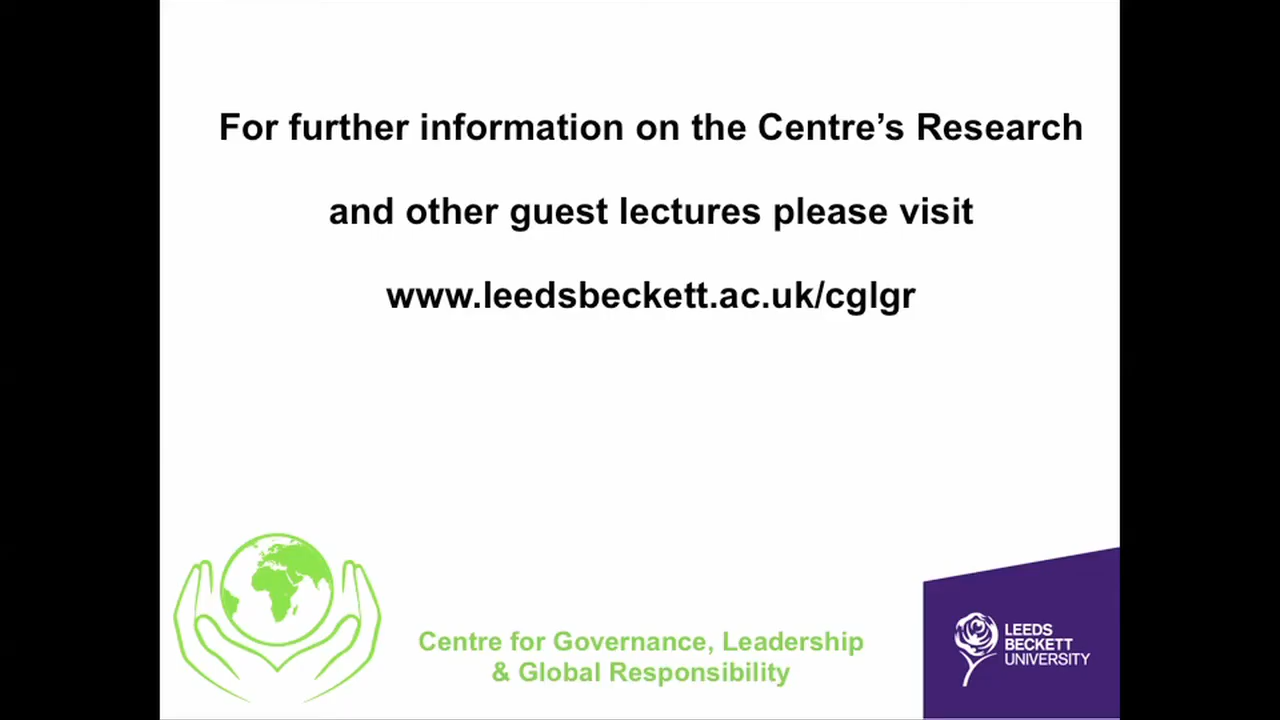 For further information on the Centre’s Research
and other guest lectures please visit
www.leedsbeckett.ac.uk/cglgr
Centre for Governance, Leadership
& Global Responsibility
LEEDS
BECKETT
UNIVERSITY